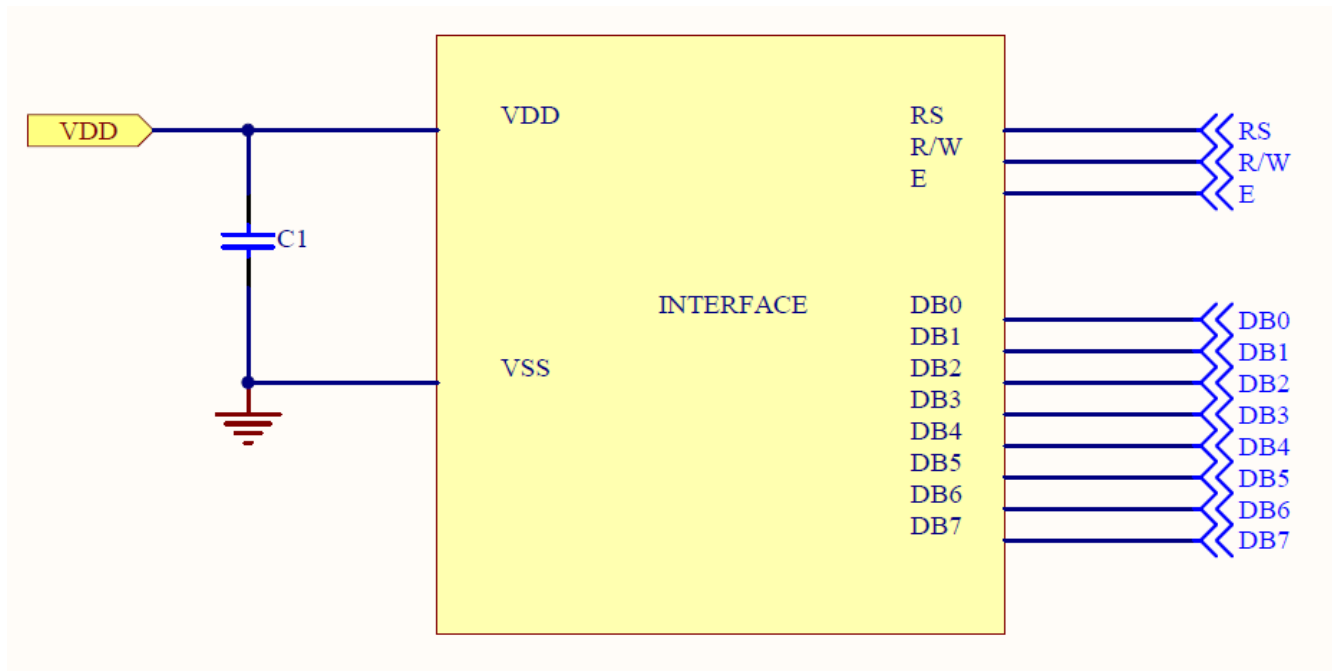 VDD
VDD
C1
VSS
INTERFACE
RS
R/W
E
DB0
DB1
DB2
DB3
DB4
DB5
DB6
DB7
RS
R/W
E
DB0
DB1
DB2
DB3
DB4
DB5
DB6
DB7